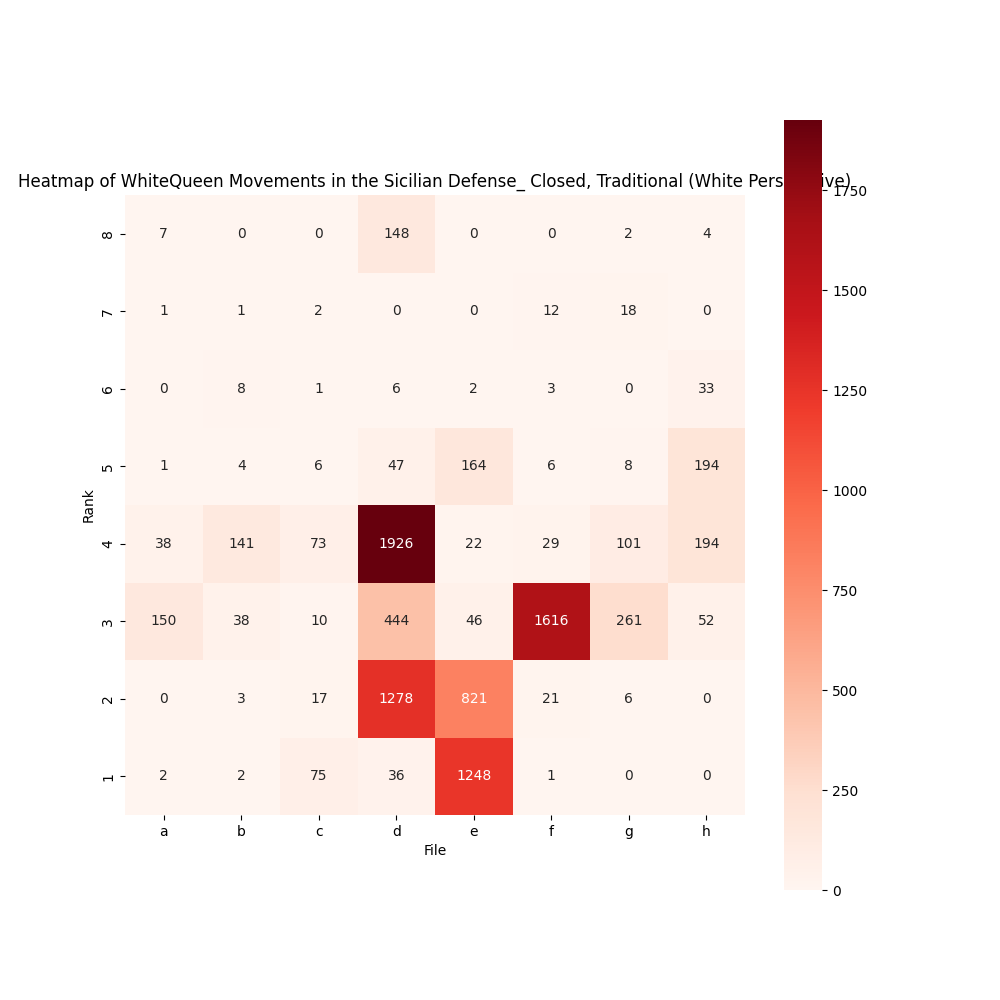 Heatmap of WhiteQueen Movements in the Sicilian Defense_ Closed, Traditional (White Pers ive)
1750
1500
1250
1000
750
500
250
0
Rank
8 7 0 0 148 0 0 2 4
7 1 1 2 0 0 12 18 0
6 0 8 1 6 2 3 0 33
5 1 4 6 47 164 6 8 194
4 38 141 73 1926 22 29 101 194
3 150 38 10 444 46 1616 261 52
2 0 3 17 1278 821 21 6 0
1 2 2 75 36 1248 1 0 0
a b c d e f g h
File